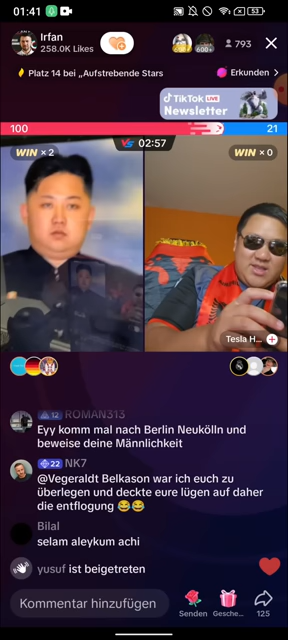 01:41
53
Irfan
258.0K Likes
600+
793
Platz 14 bei „Aufstrebende Stars
Erkunden
TikTok LIVE
Newsletter
100
21
WIN × 2
VS 02:57
WIN × 0
Tesla H...
12 ROMAN313
Eyy komm mal nach Berlin Neukölln und
beweise deine Männlichkeit
22 NK7
@Vegeraldt Belkason war ich euch zu
überlegen und deckte eure lügen auf daher
die entflogung 😂😂
Bilal
selam aleykum achi
yusuf ist beigetreten
Kommentar hinzufügen
Senden
Gesche...
125